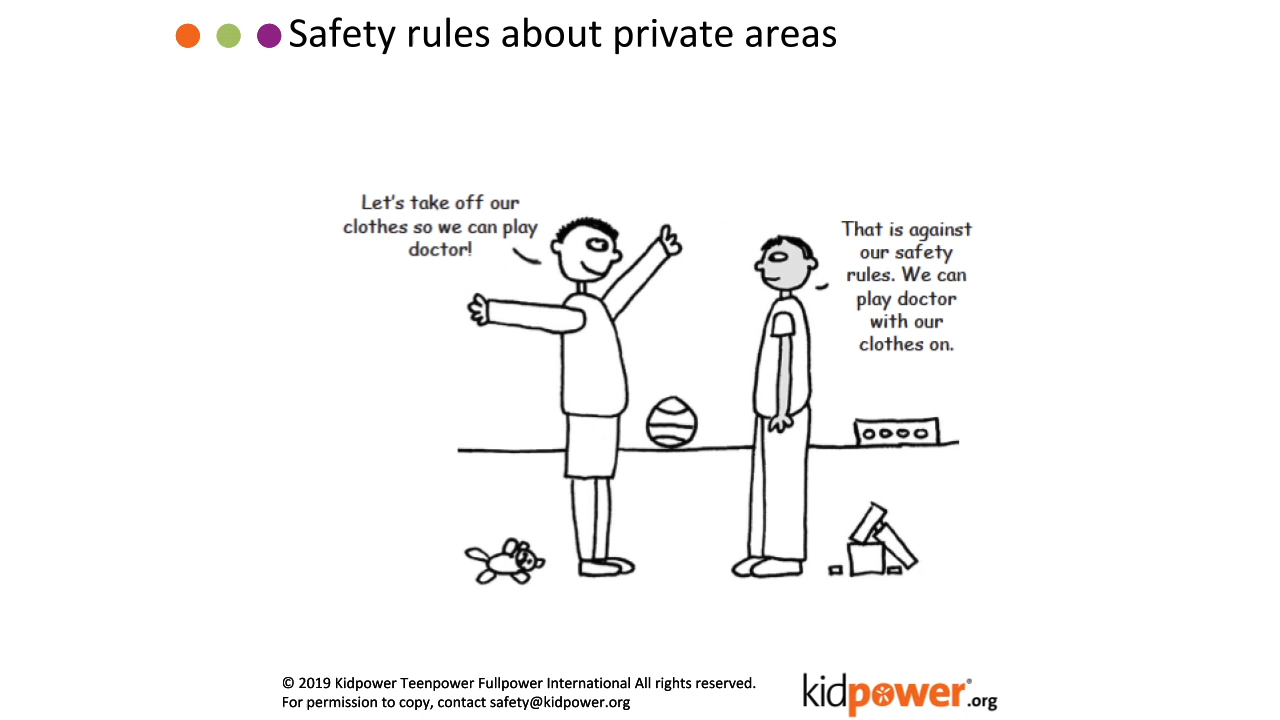 Safety rules about private areas
Let's take off our
clothes so we can play
doctor!
That is against
our safety
rules. We can
play doctor
with our
clothes on.
© 2019 Kidpower Teenpower Fullpower International All rights reserved.
For permission to copy, contact safety@kidpower.org
kidpower®.org